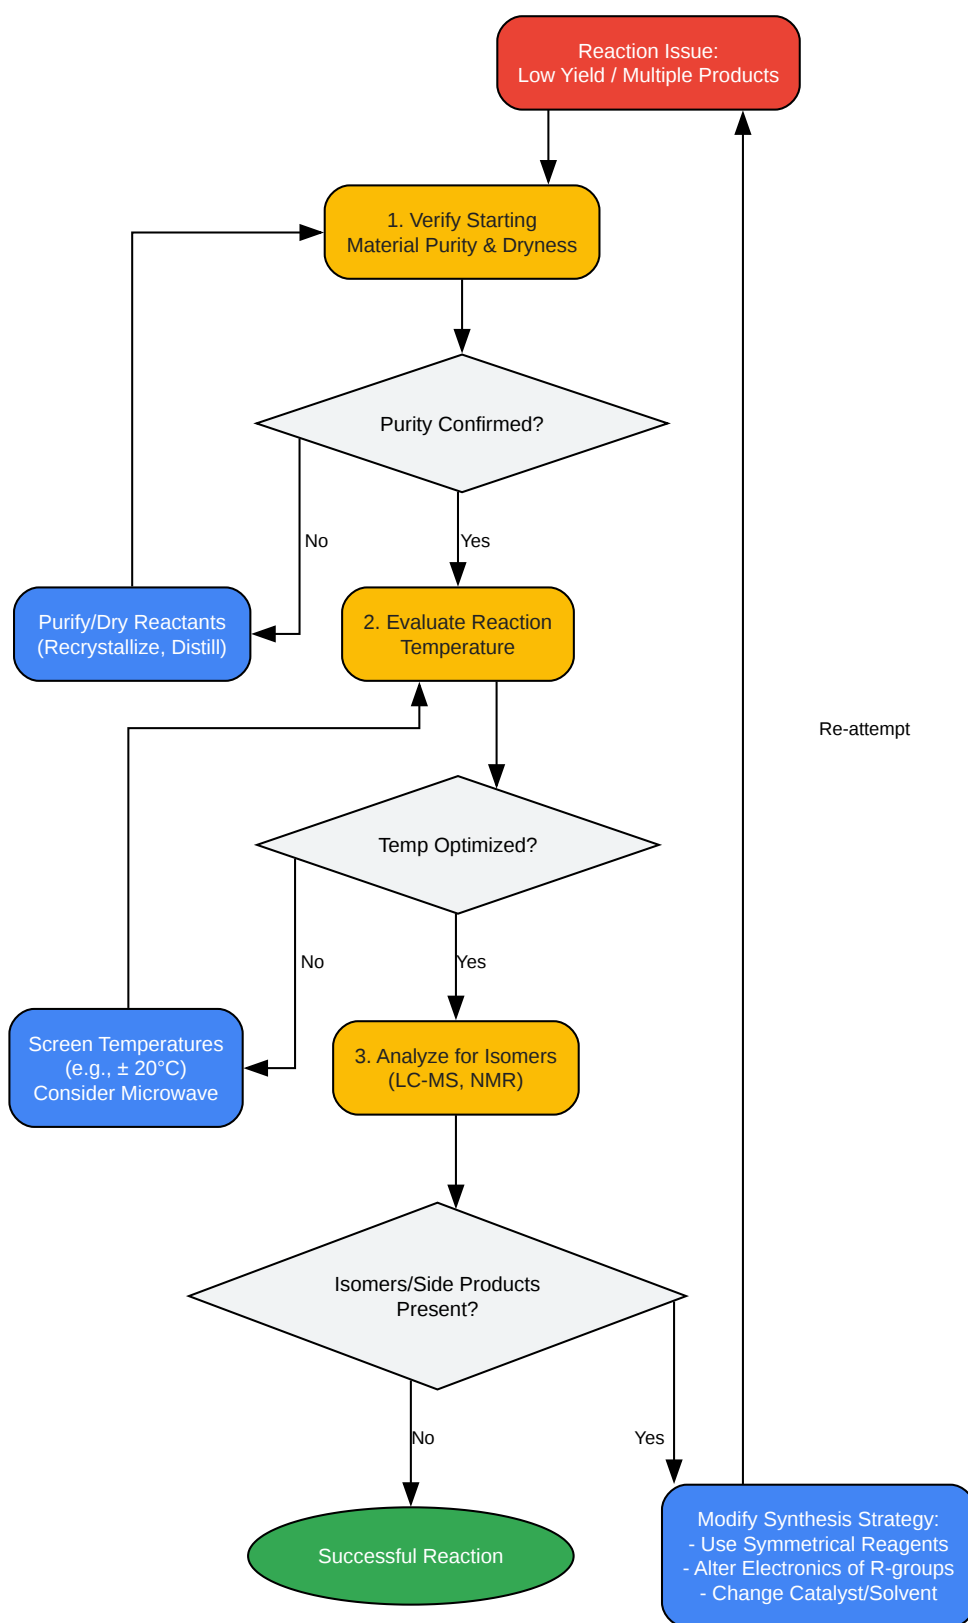 Reaction Issue:
Low Yield / Multiple Products
1. Verify Starting
Material Purity & Dryness
Purity Confirmed?
No
Yes
Purify/Dry Reactants
(Recrystallize, Distill)
2. Evaluate Reaction
Temperature
Re-attempt
Temp Optimized?
No
Yes
Screen Temperatures
(e.g., ± 20°C)
Consider Microwave
3. Analyze for Isomers
(LC-MS, NMR)
Isomers/Side Products
Present?
No
Yes
Successful Reaction
Modify Synthesis Strategy:
- Use Symmetrical Reagents
- Alter Electronics of R-groups
- Change Catalyst/Solvent